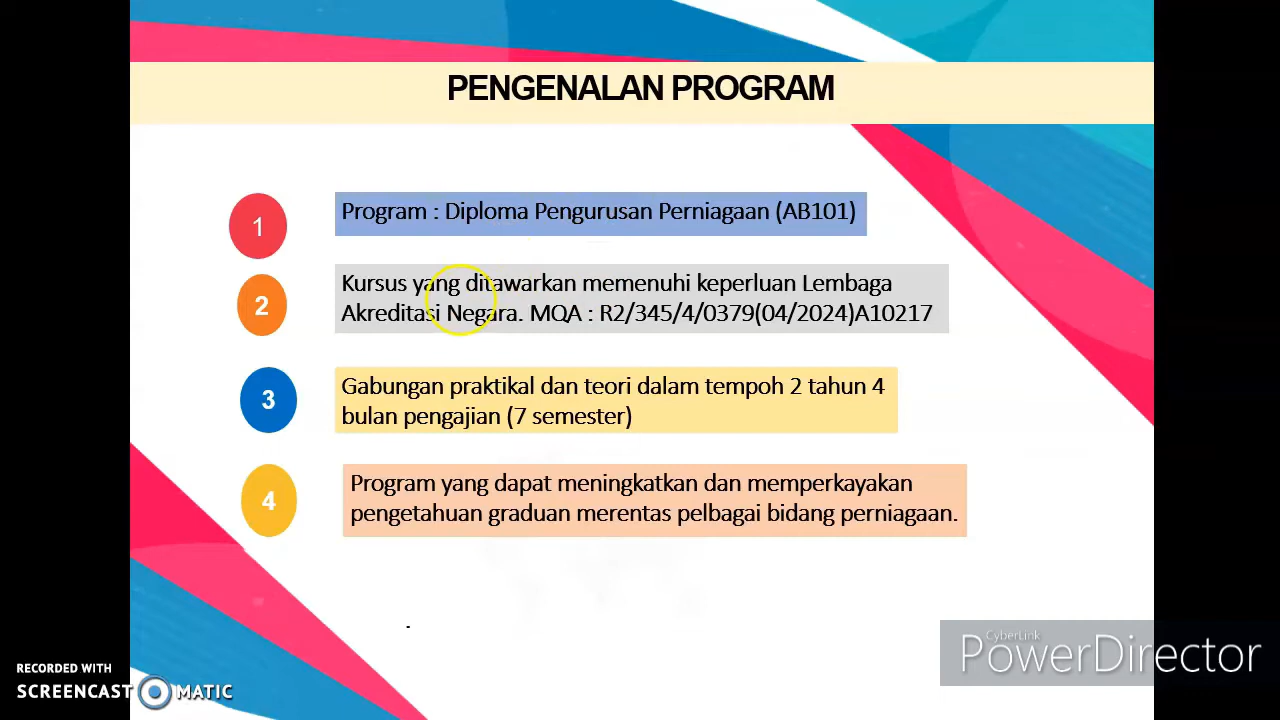 PENGENALAN PROGRAM
1
Program : Diploma Pengurusan Perniagaan (AB101)
2
Kursus yang ditawarkan memenuhi keperluan Lembaga
Akreditasi Negara. MQA : R2/345/4/0379(04/2024)A10217
3
Gabungan praktikal dan teori dalam tempoh 2 tahun 4
bulan pengajian (7 semester)
4
Program yang dapat meningkatkan dan memperkayakan
pengetahuan graduan merentas pelbagai bidang perniagaan.
.
CyberLink
PowerDirector
RECORDED WITH
SCREENCAST MATIC